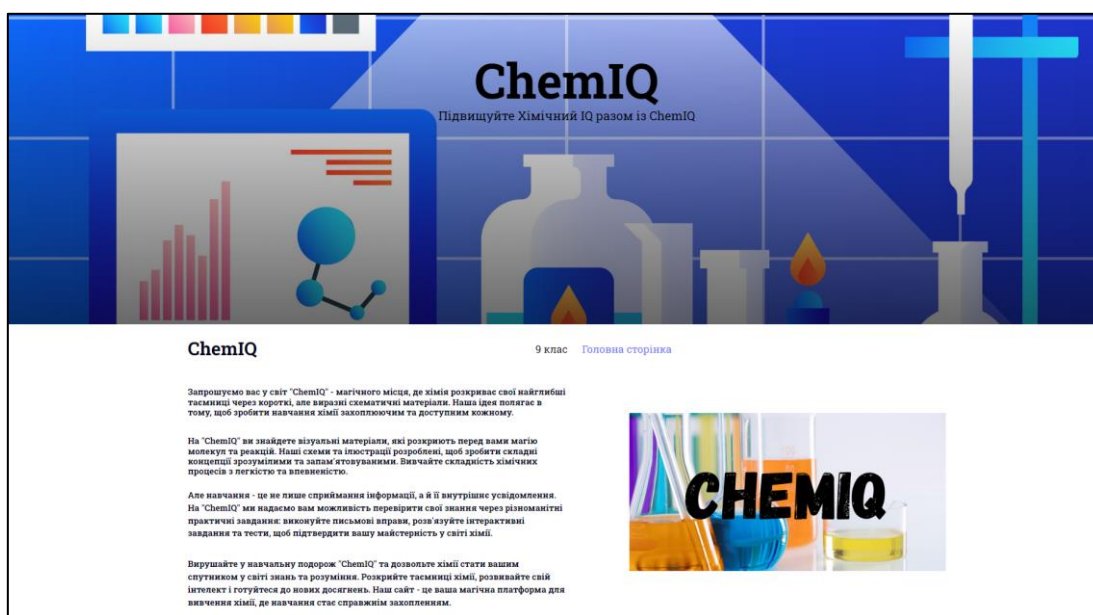 ChemIQ
Підвищуйте Хімічний IQ разом із ChemIQ
ChemIQ
9 клас Головна сторінка
Запрошуємо вас у світ "ChemIQ" - магічного місця, де хімія розкриває свої найглибші
таємниці через короткі, але виразні схематичні матеріали. Наша ідея полягає в
тому, щоб зробити навчання хімії захоплюючим та доступним кожному.
На "ChemIQ" ви знайдете візуальні матеріали, які розкриють перед вами магію
молекул та реакцій. Наші схеми та ілюстрації розроблені, щоб зробити складні
концепції зрозумілими та запам'ятовуваними. Вивчайте складність хімічних
процесів з легкістю та впевненістю.
Але навчання - це не лише сприймання інформації, а й її внутрішнє усвідомлення.
На "ChemIQ" ми надаємо вам можливість перевірити свої знання через різноманітні
практичні завдання: виконуйте письмові вправи, розв'язуйте інтерактивні
завдання та тести, щоб підтвердити вашу майстерність у світі хімії.
Вирушайте у навчальну подорож "ChemIQ" та дозвольте хімії стати вашим
спутником у світі знань та розуміння. Розкрийте таємниці хімії, розвивайте свій
інтелект і готуйтеся до нових досягнень. Наш сайт - це ваша магічна платформа для
вивчення хімії, де навчання стає справжнім захопленням.
CHEMIQ